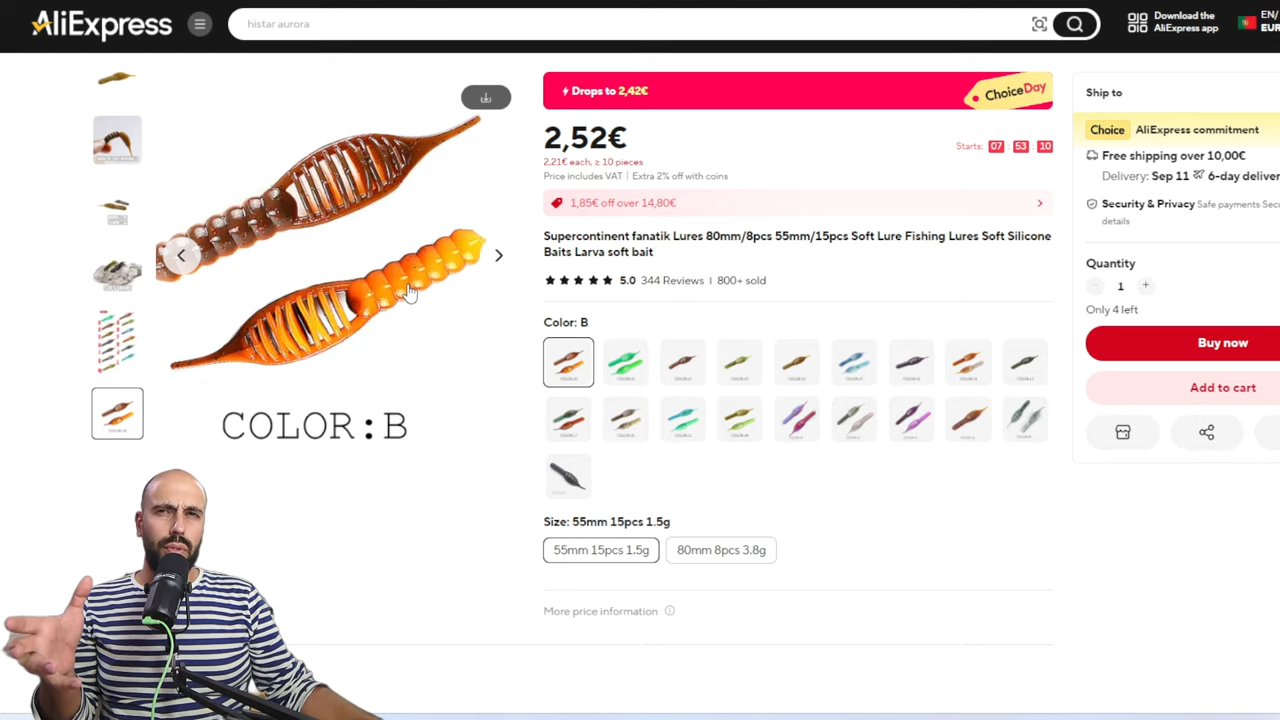 AliExpress
histar aurora
Download the
AliExpress app
EN/
EUR
Drops to 2,42€
ChoiceDay
2,52€
Starts: 07 : 53 : 10
2,21€ each, ≥ 10 pieces
Price includes VAT | Extra 2% off with coins
1,85€ off over 14,80€
Supercontinent fanatik Lures 80mm/8pcs 55mm/15pcs Soft Lure Fishing Lures Soft Silicone
Baits Larva soft bait
5.0 344 Reviews | 800+ sold
Color: B
COLOR:B
Size: 55mm 15pcs 1.5g
55mm 15pcs 1.5g
80mm 8pcs 3.8g
More price information
Ship to
Choice AliExpress commitment
Free shipping over 10,00€
Delivery: Sep 11 6-day deliver
Security & Privacy Safe payments Sec
details
Quantity
- 1 +
Only 4 left
Buy now
Add to cart